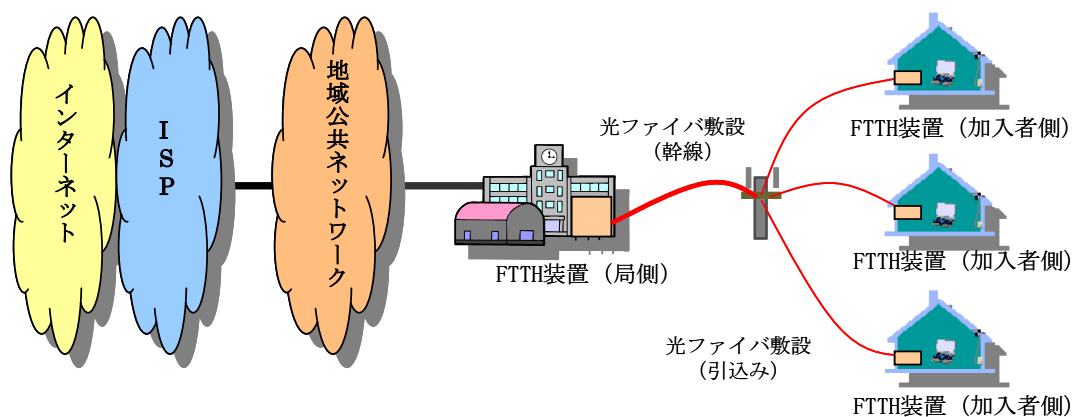 インターネット
ISP
地域公共ネットワーク
FTTH装置（局側）
光ファイバ敷設
（幹線）
光ファイバ敷設
（引込み）
FTTH装置（加入者側）
FTTH装置（加入者側）
FTTH装置（加入者側）